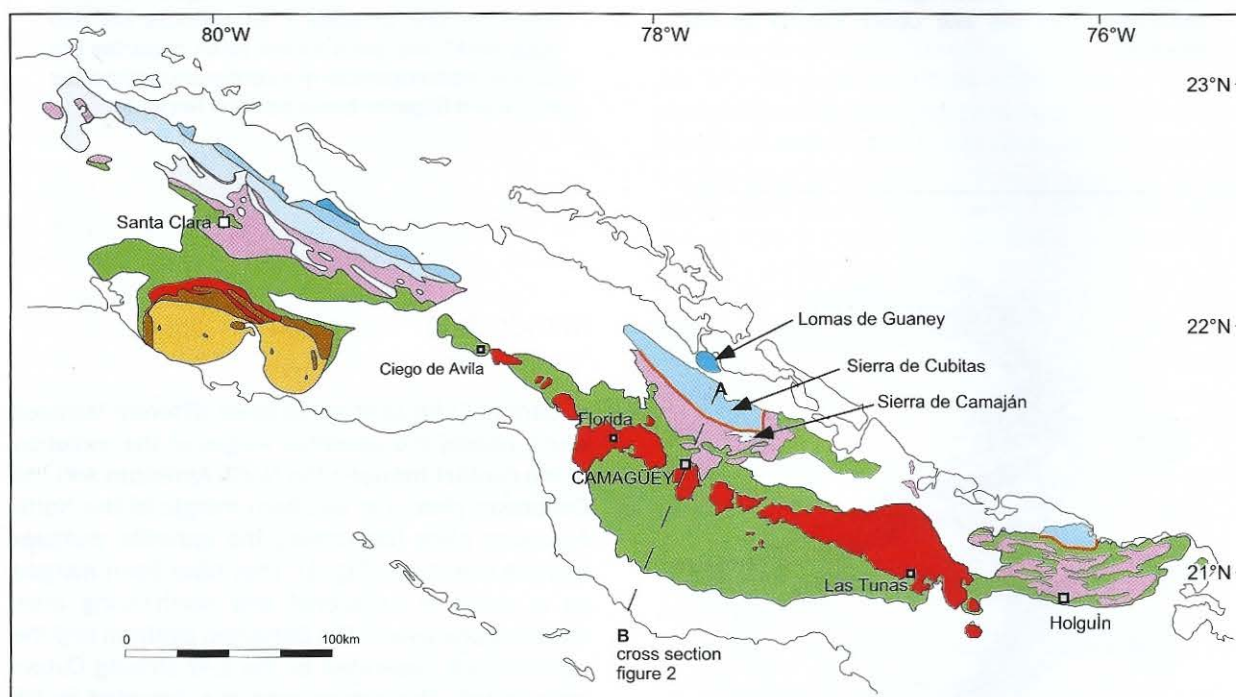 80°W
78°W
76°W
23°N
Santa Clara
22°N
Lomas de Guaney
Ciego de Avila
A
Sierra de Cubitas
Sierra de Camaján
Florida
CAMAGÜEY
21°N
Las Tunas
Holguín
0 100km
B
cross section
figure 2